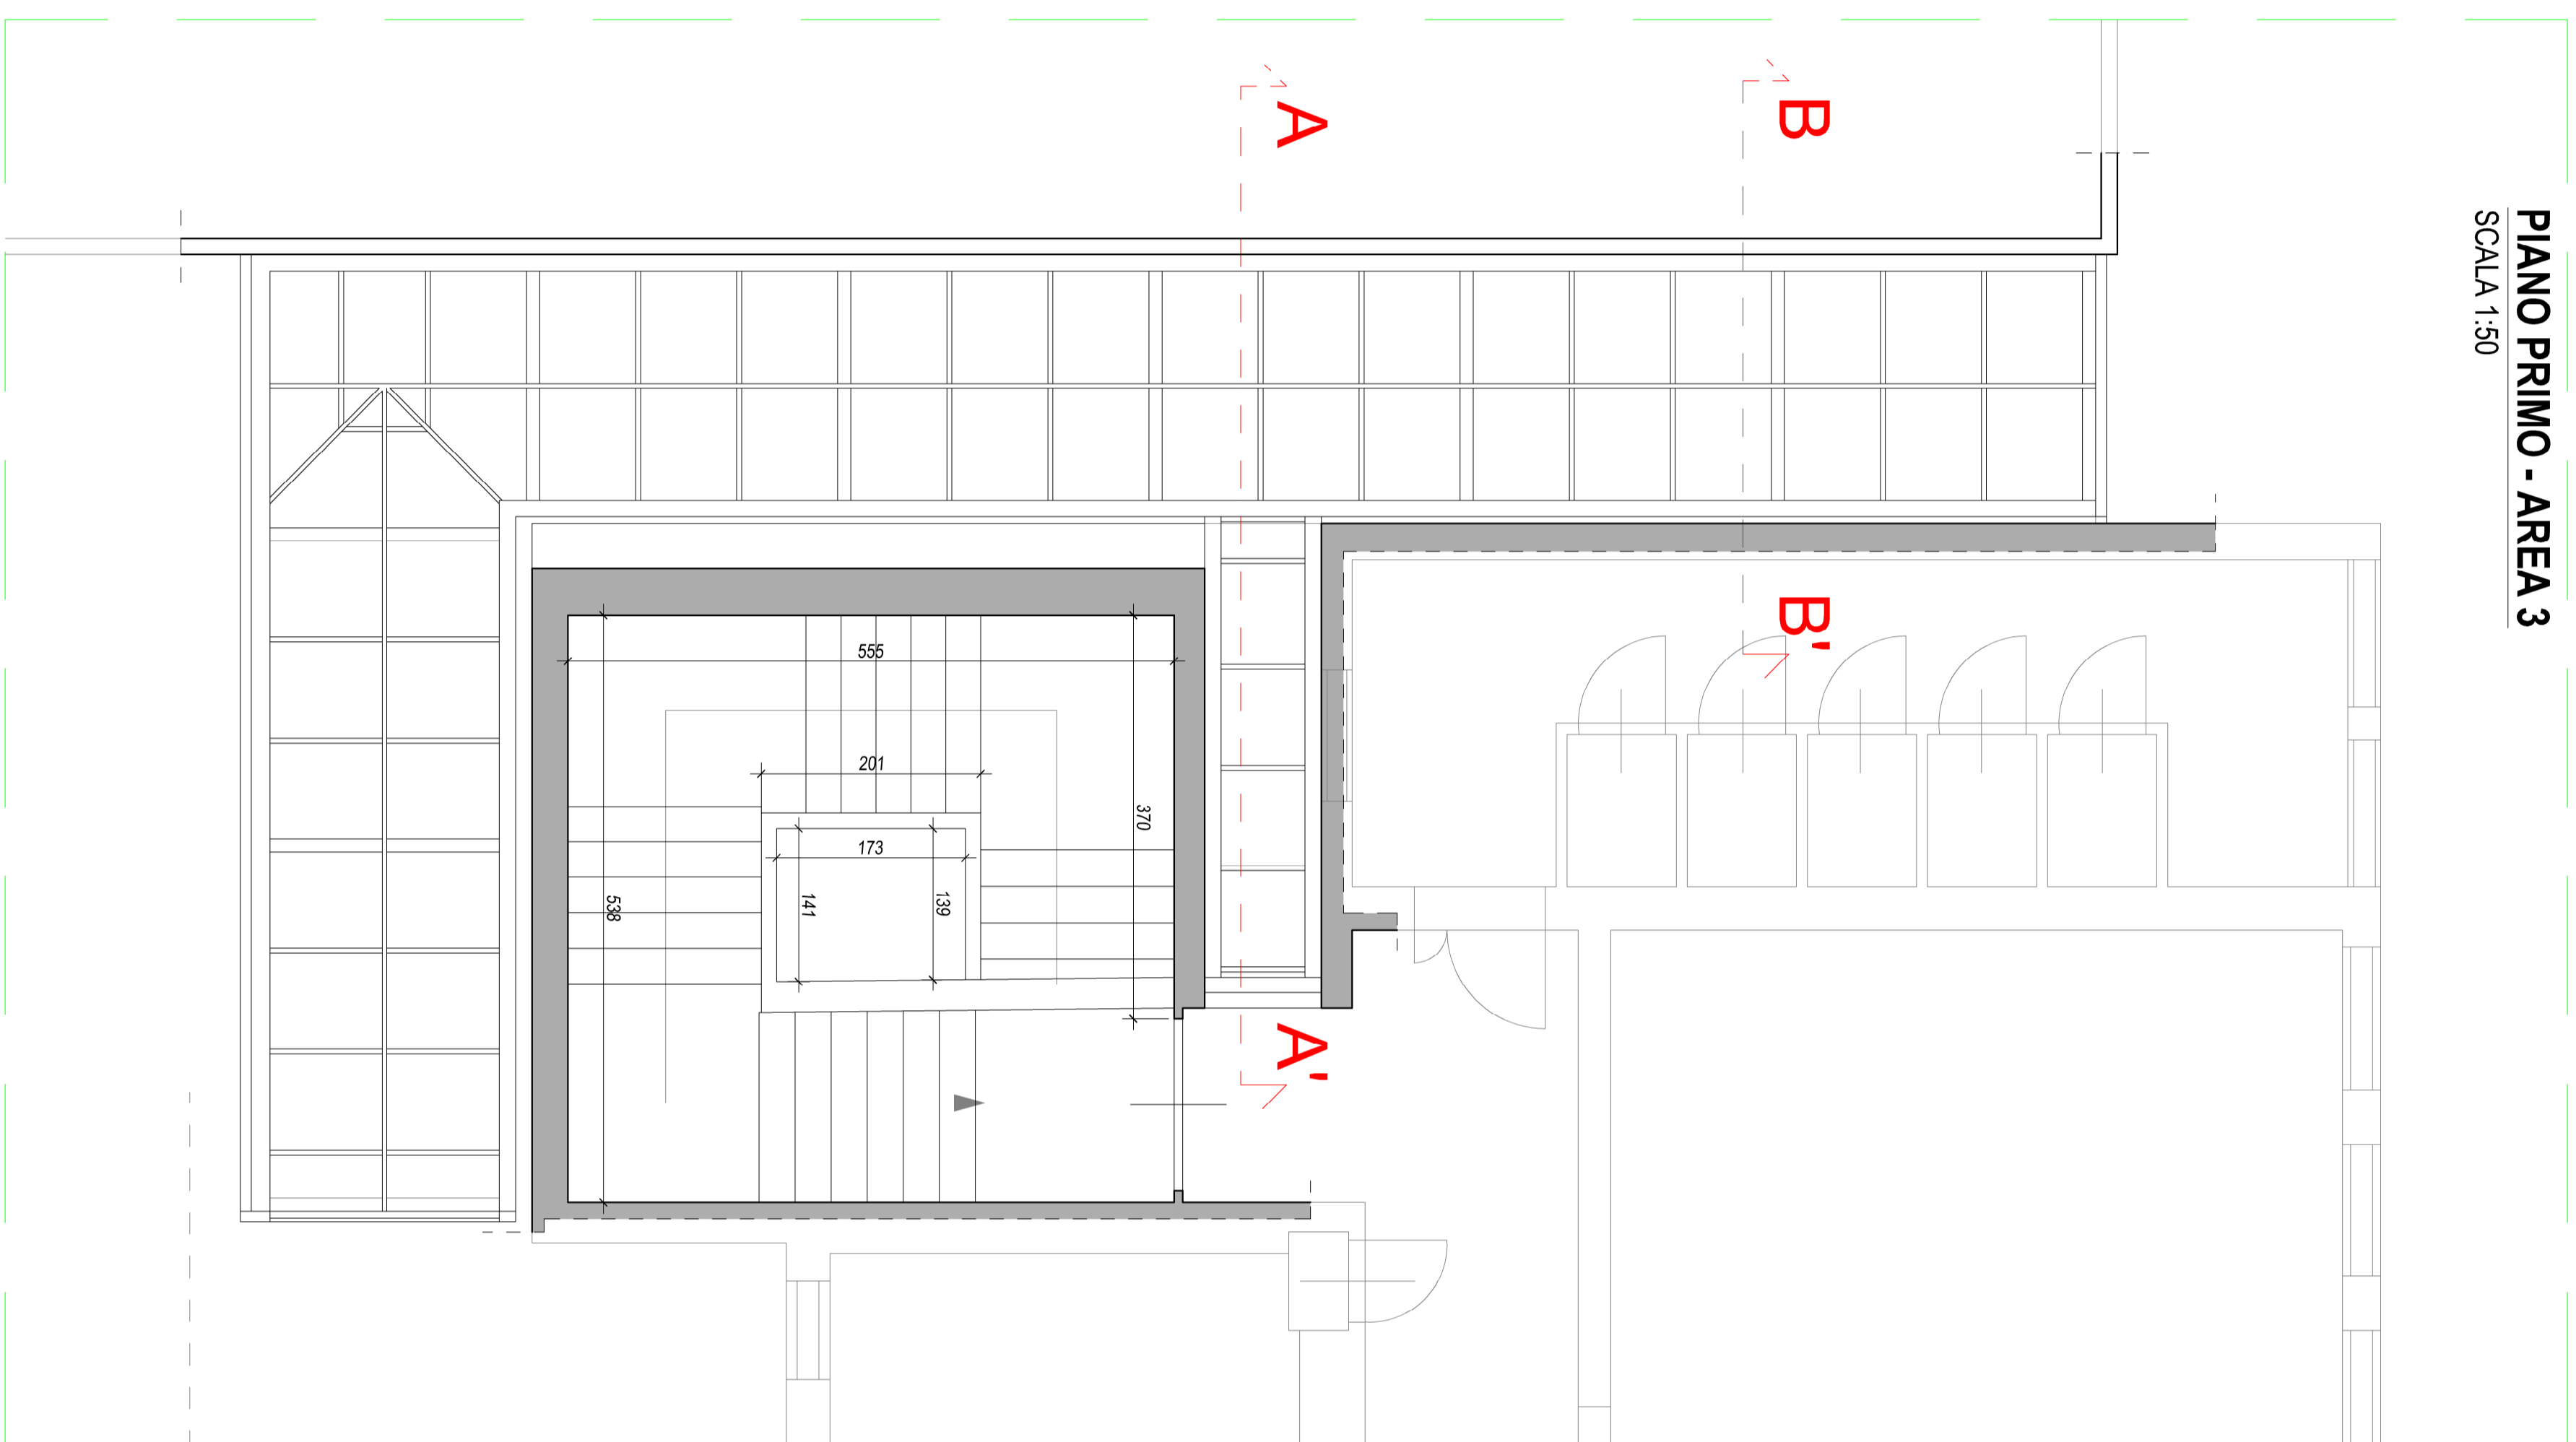 PIANO PRIMO - AREA 3
SCALA 1:50
A
B
B'
A'
555
201
370
173
141
139
538